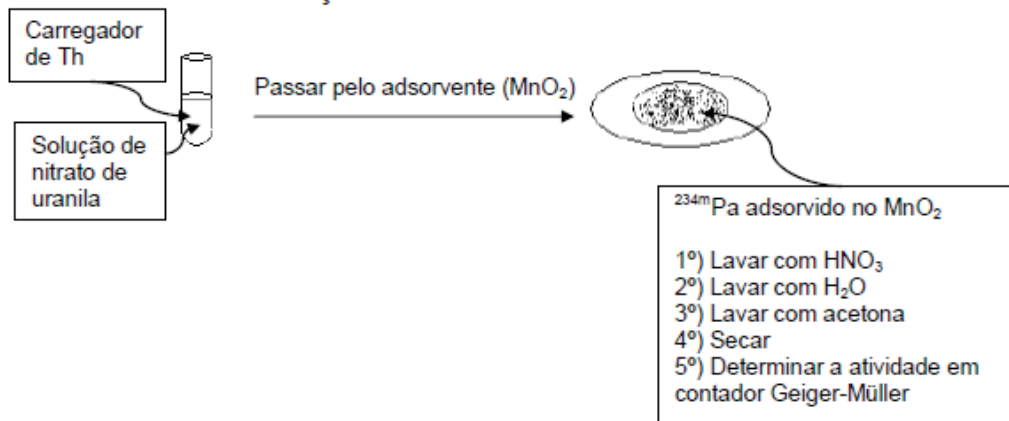 Carregador
de Th
Solução de
nitrato de
uranila
Passar pelo adsorvente (MnO₂)
²³⁴ᵐPa adsorvido no MnO₂
1º) Lavar com HNO₃
2º) Lavar com H₂O
3º) Lavar com acetona
4º) Secar
5º) Determinar a atividade em
contador Geiger-Müller